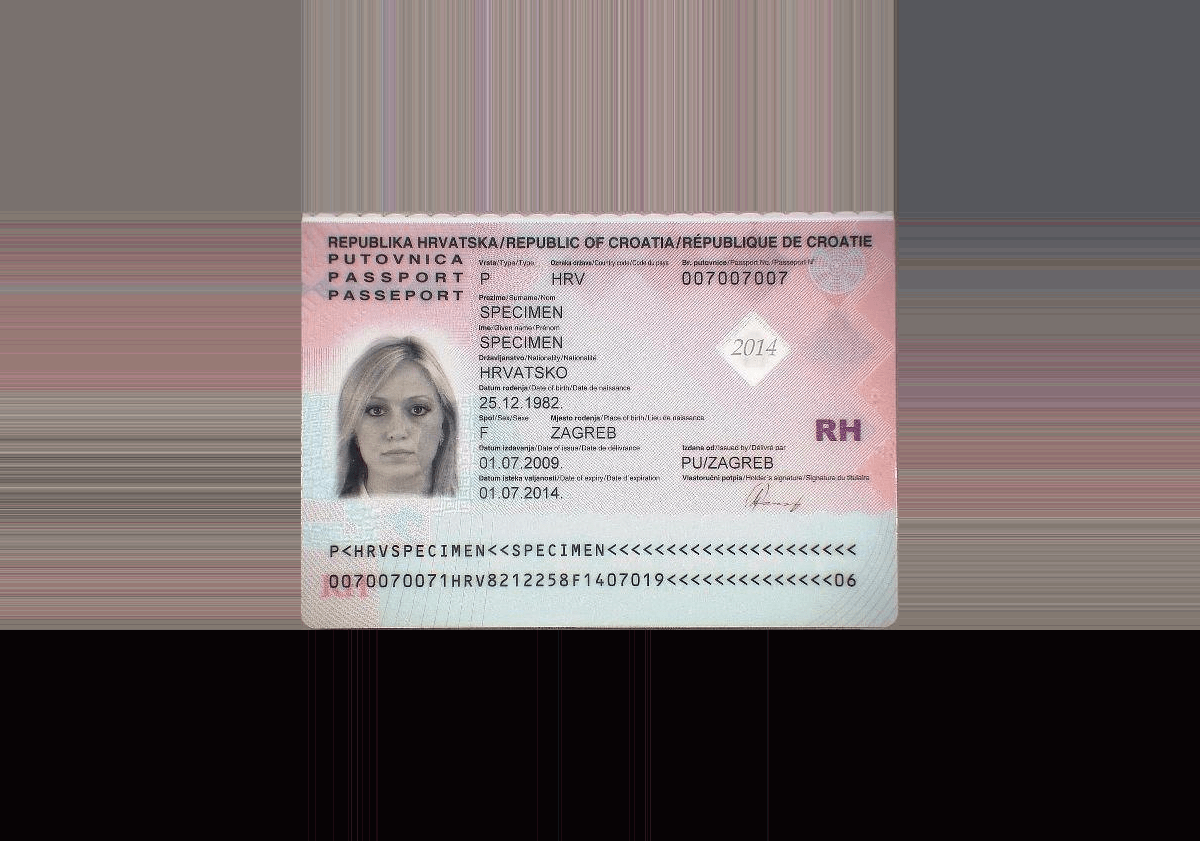 REPUBLIKA HRVATSKA/REPUBLIC OF CROATIA/RÉPUBLIQUE DE CROATIE
PUTOVNICA
PASSPORT
PASSEPORT
Vrsta/Type/Type Oznaka države/Country code/Code du pays Br. putovnice/Passport No./Passeport N°
P HRV 007007007
Prezime/Surname/Nom
SPECIMEN
Ime/Given name/Prénom
SPECIMEN
Državljanstvo/Nationality/Nationalité
HRVATSKO
Datum rođenja/Date of birth/Date de naissance
25.12.1982.
Spol/Sex/Sexe Mjesto rođenja/Place of birth/Lieu de naissance
F ZAGREB
Datum izdavanja/Date of issue/Date de délivrance Izdana od/Issued by/Délivré par
01.07.2009. PU/ZAGREB
Datum isteka valjanosti/Date of expiry/Date d'expiration Vlastoručni potpis/Holder's signature/Signature du titulaire
01.07.2014.
2014
RH
P<HRVSPECIMEN<<SPECIMEN<<<<<<<<<<<<<<<<<<<<<
0070070071HRV8212258F1407019<<<<<<<<<<<<<<06
RH